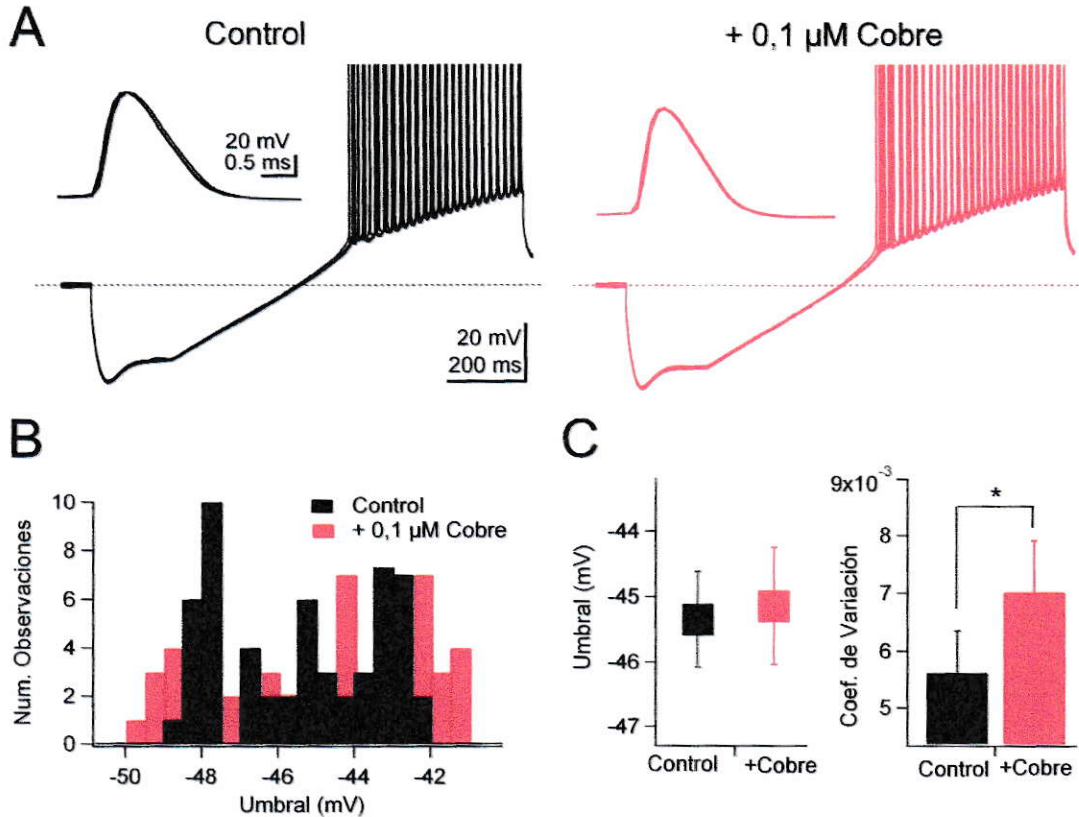 A
Control
+ 0,1 µM Cobre
20 mV
0.5 ms
20 mV
200 ms
B
Num. Observaciones
10
8
6
4
2
0
Control
+ 0,1 µM Cobre
-50
-48
-46
-44
-42
Umbral (mV)
C
Umbral (mV)
-44
-45
-46
-47
Control
+Cobre
Coef. de Variación
9x10-3
8
7
6
5
*
Control
+Cobre